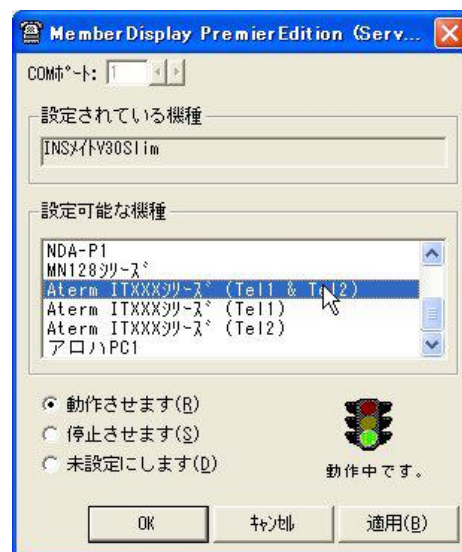 MemberDisplay PremierEdition (Serv...
COMﾎﾟｰﾄ: 1
設定されている機種
INSﾒｲﾄV30Slim
設定可能な機種
NDA-P1
MN128ｼﾘｰｽﾞ
Aterm ITXXXｼﾘｰｽﾞ (Tel1 & Tel2)
Aterm ITXXXｼﾘｰｽﾞ (Tel1)
Aterm ITXXXｼﾘｰｽﾞ (Tel2)
アロハPC1
動作させます(R)
停止させます(S)
未設定にします(D)
動作中です。
OK
ｷｬﾝｾﾙ
適用(B)